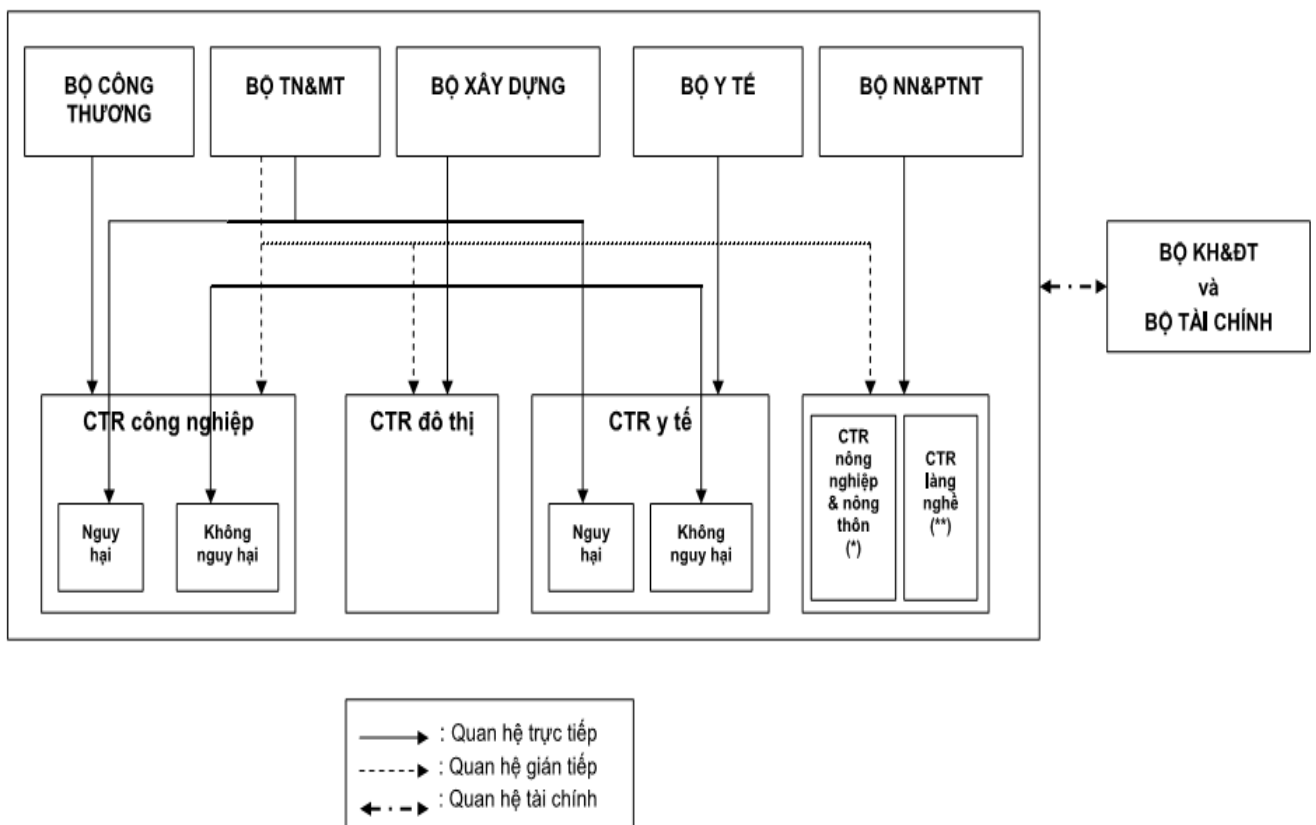 BỘ CÔNG
THƯƠNG
BỘ TN&MT
BỘ XÂY DỰNG
BỘ Y TẾ
BỘ NN&PTNT
BỘ KH&ĐT
và
BỘ TÀI CHÍNH
CTR công nghiệp
Nguy
hại
Không
nguy hại
CTR đô thị
CTR y tế
Nguy
hại
Không
nguy hại
CTR
nông
nghiệp
& nông
thôn
(*)
CTR
làng
nghề
(**)
: Quan hệ trực tiếp
: Quan hệ gián tiếp
: Quan hệ tài chính